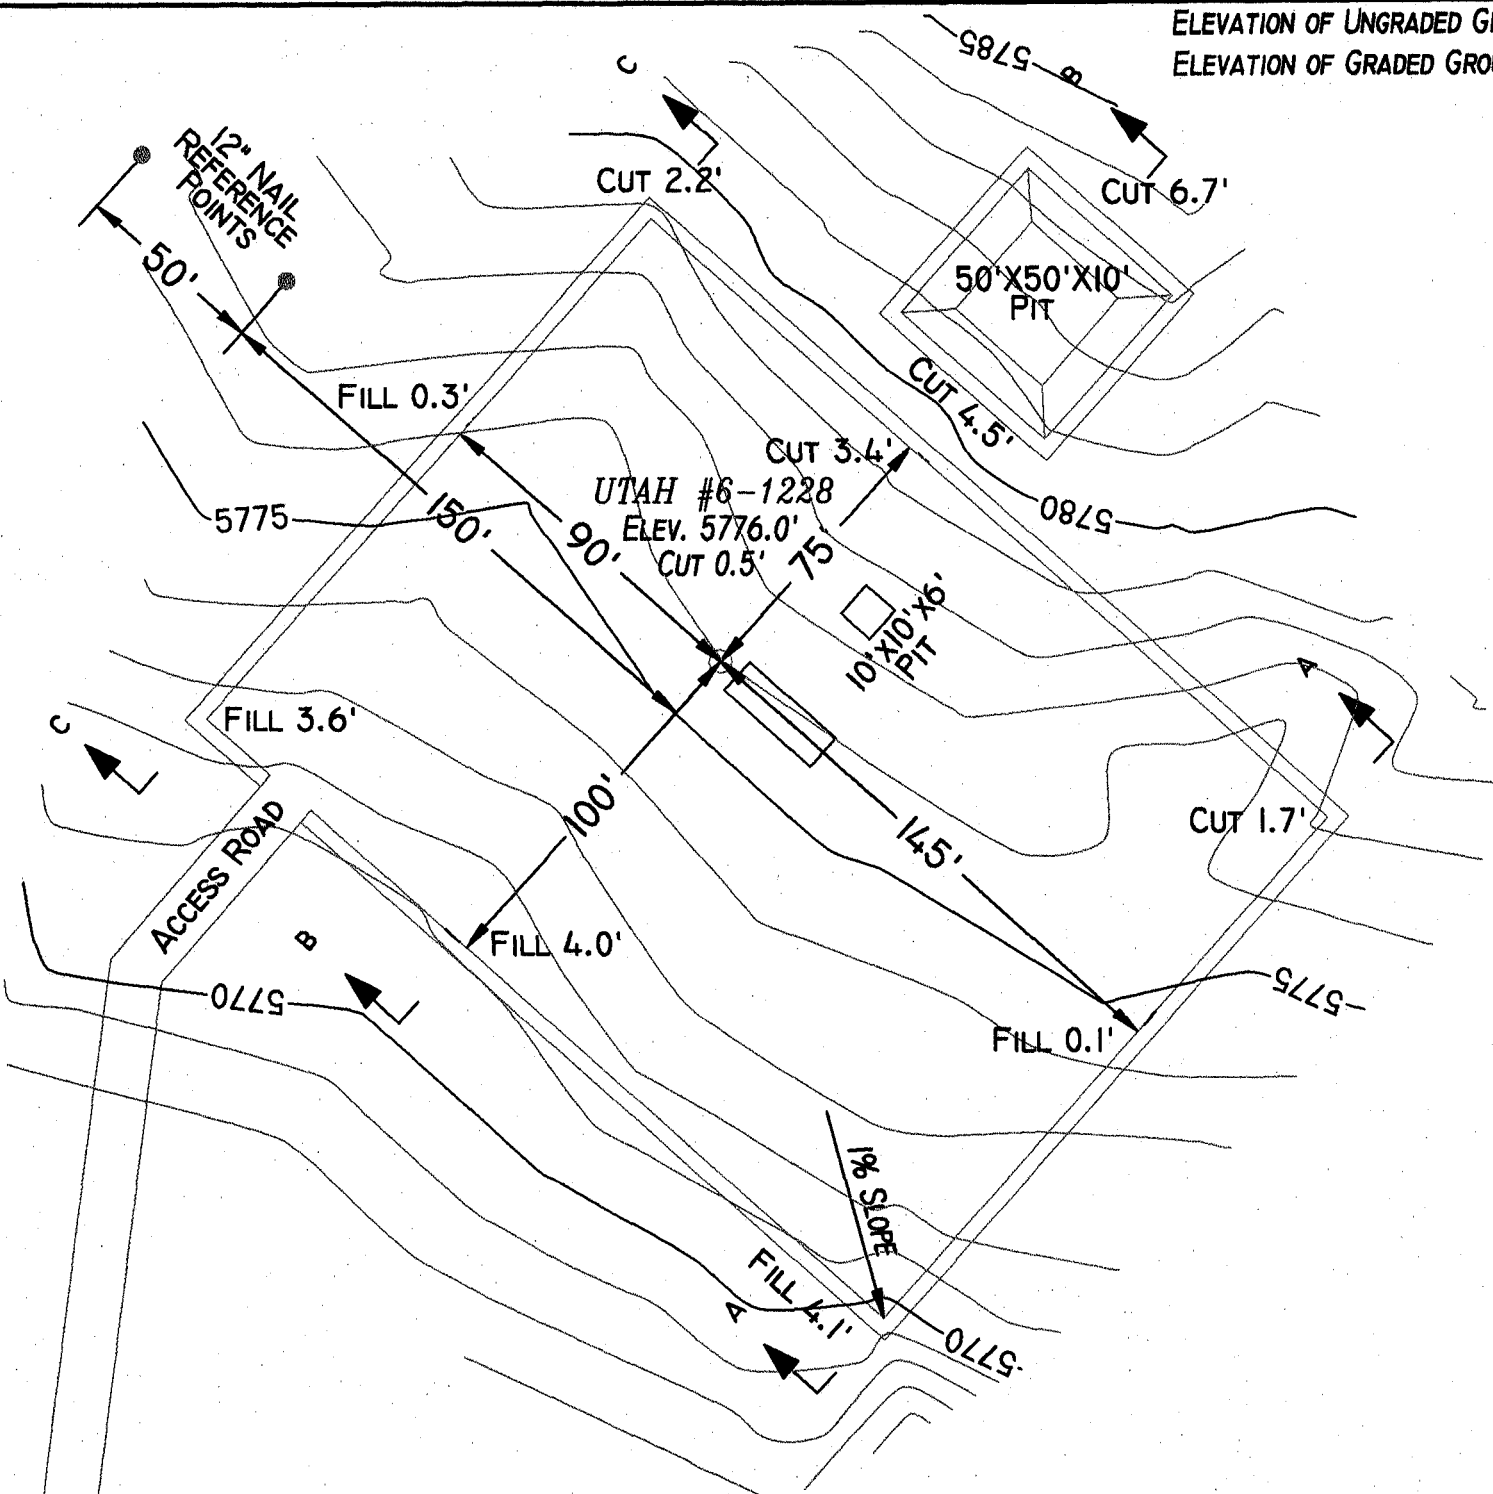 ELEVATION OF UNGRADED
ELEVATION OF GRADED
5785
B
C
12" NAIL
REFERENCE
POINTS
CUT 2.2'
CUT 6.7'
50'
50'X50'X10'
PIT
FILL 0.3'
CUT 4.5'
CUT 3.4'
UTAH #6-1228
ELEV. 5776.0'
CUT 0.5'
5775
150'
90'
75'
5780
10'X10'X6'
PIT
A
C
FILL 3.6'
100'
145'
CUT 1.7'
ACCESS ROAD
B
FILL 4.0'
5770
5775
FILL 0.1'
1% SLOPE
FILL 4.1'
A
5770